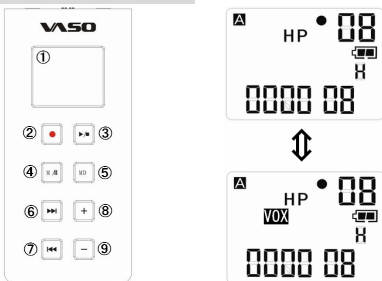 VASO
①
② ③
④ M MD ⑤
⑥ + ⑧
⑦ − ⑨
A HP 08
H
0000 08
A HP 08
VOX
H
0000 08